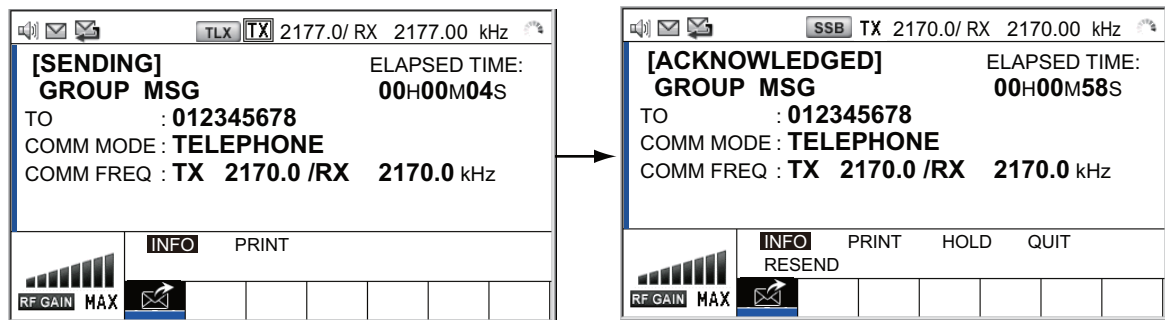 TLX TX 2177.0/ RX 2177.00 kHz
[SENDING] ELAPSED TIME:
GROUP MSG 00H00M04S
TO : 012345678
COMM MODE : TELEPHONE
COMM FREQ : TX 2170.0 /RX 2170.0 kHz
INFO PRINT
RF GAIN MAX
SSB TX 2170.0/ RX 2170.00 kHz
[ACKNOWLEDGED] ELAPSED TIME:
GROUP MSG 00H00M58S
TO : 012345678
COMM MODE : TELEPHONE
COMM FREQ : TX 2170.0 /RX 2170.0 kHz
INFO PRINT HOLD QUIT
RESEND
RF GAIN MAX